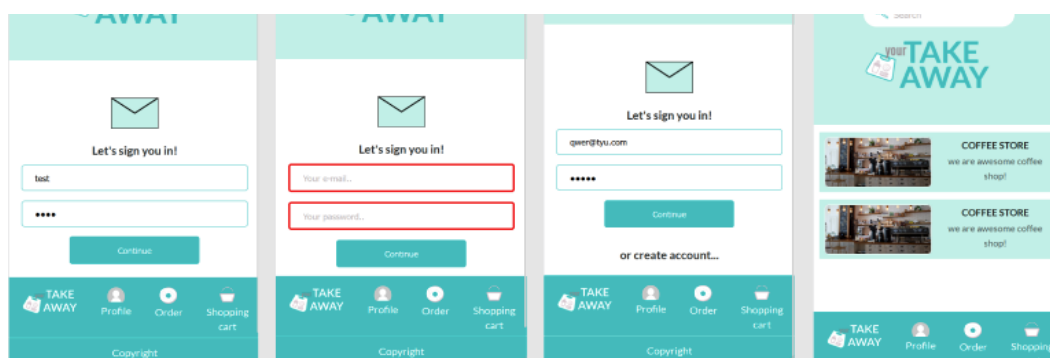 AWAY
Let's sign you in!
test
••••
Continue
TAKE
AWAY
Profile
Order
Shopping
cart
Copyright
AWAY
Let's sign you in!
Your e-mail...
Your password...
Continue
TAKE
AWAY
Profile
Order
Shopping
cart
Copyright
Let's sign you in!
qwer@tyu.com
•••••
Continue
or create account...
TAKE
AWAY
Profile
Order
Shopping
cart
Copyright
Search
your TAKE
AWAY
COFFEE STORE
we are awesome coffee
shop!
COFFEE STORE
we are awesome coffee
shop!
TAKE
AWAY
Profile
Order
Shopping